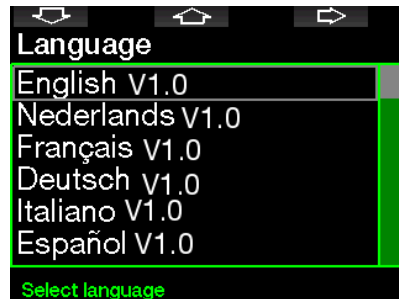 Language
English V1.0
Nederlands V1.0
Français V1.0
Deutsch V1.0
Italiano V1.0
Español V1.0
Select language